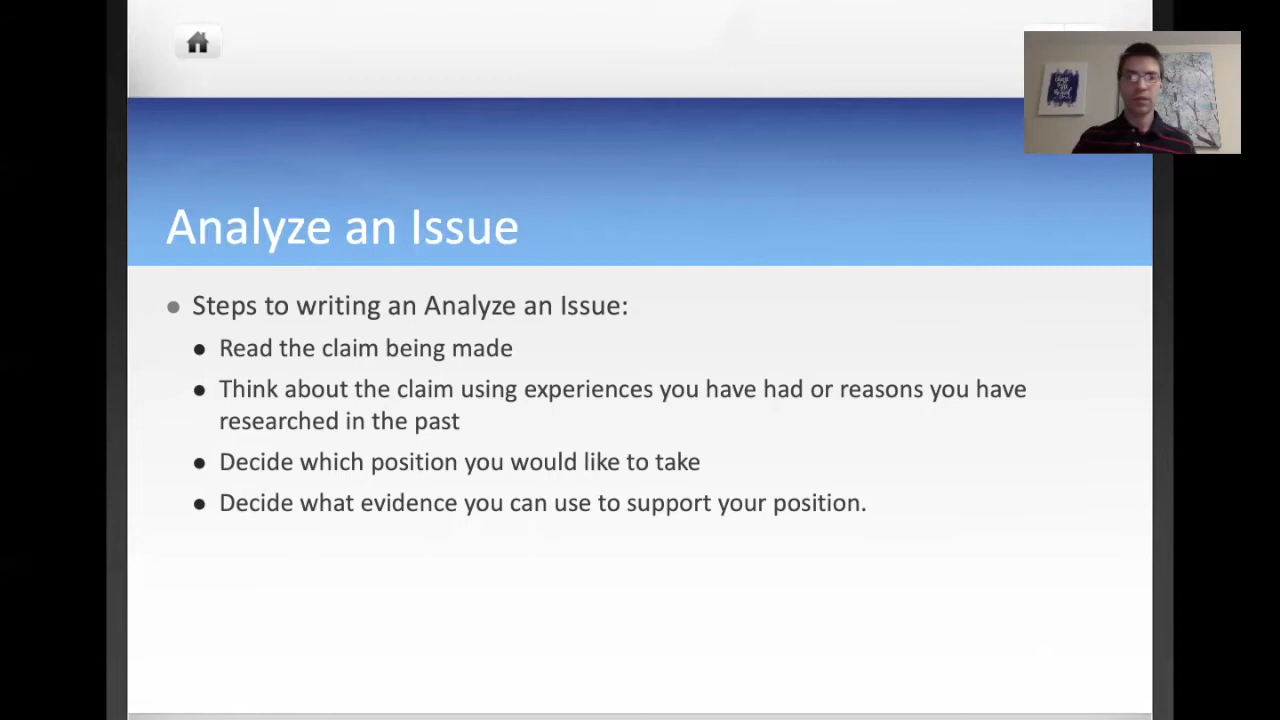 Analyze an Issue
Steps to writing an Analyze an Issue:
Read the claim being made
Think about the claim using experiences you have had or reasons you have
researched in the past
Decide which position you would like to take
Decide what evidence you can use to support your position.